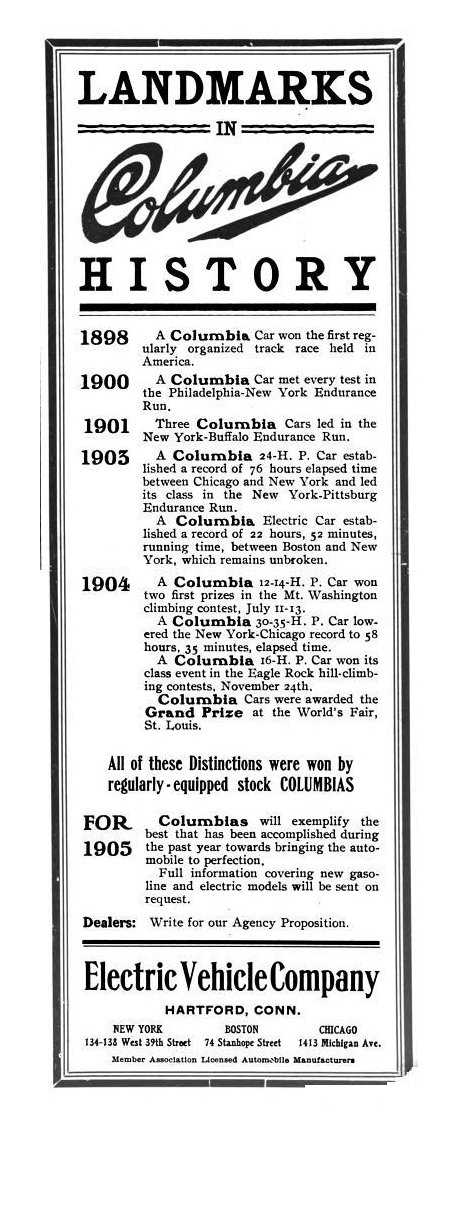 LANDMARKS
IN
Columbia
HISTORY
1898 A Columbia Car won the first reg-
ularly organized track race held in
America.
1900 A Columbia Car met every test in
the Philadelphia-New York Endurance
Run.
1901 Three Columbia Cars led in the
New York-Buffalo Endurance Run.
1903 A Columbia 24-H. P. Car estab-
lished a record of 76 hours elapsed time
between Chicago and New York and led
its class in the New York-Pittsburg
Endurance Run.
A Columbia Electric Car estab-
lished a record of 22 hours, 52 minutes,
running time, between Boston and New
York, which remains unbroken.
1904 A Columbia 12-14-H. P. Car won
two first prizes in the Mt. Washington
climbing contest, July 11-13.
A Columbia 30-35-H. P. Car low-
ered the New York-Chicago record to 58
hours, 35 minutes, elapsed time.
A Columbia 16-H. P. Car won its
class event in the Eagle Rock hill-climb-
ing contests, November 24th.
Columbia Cars were awarded the
Grand Prize at the World's Fair,
St. Louis.
All of these Distinctions were won by
regularly-equipped stock COLUMBIAS
FOR 1905 Columbias will exemplify the
best that has been accomplished during
the past year towards bringing the auto-
mobile to perfection.
Full information covering new gaso-
line and electric models will be sent on
request.
Dealers: Write for our Agency Proposition.
Electric Vehicle Company
HARTFORD, CONN.
NEW YORK BOSTON CHICAGO
134-138 West 39th Street 74 Stanhope Street 1413 Michigan Ave.
Member Association Licensed Automobile Manufacturers